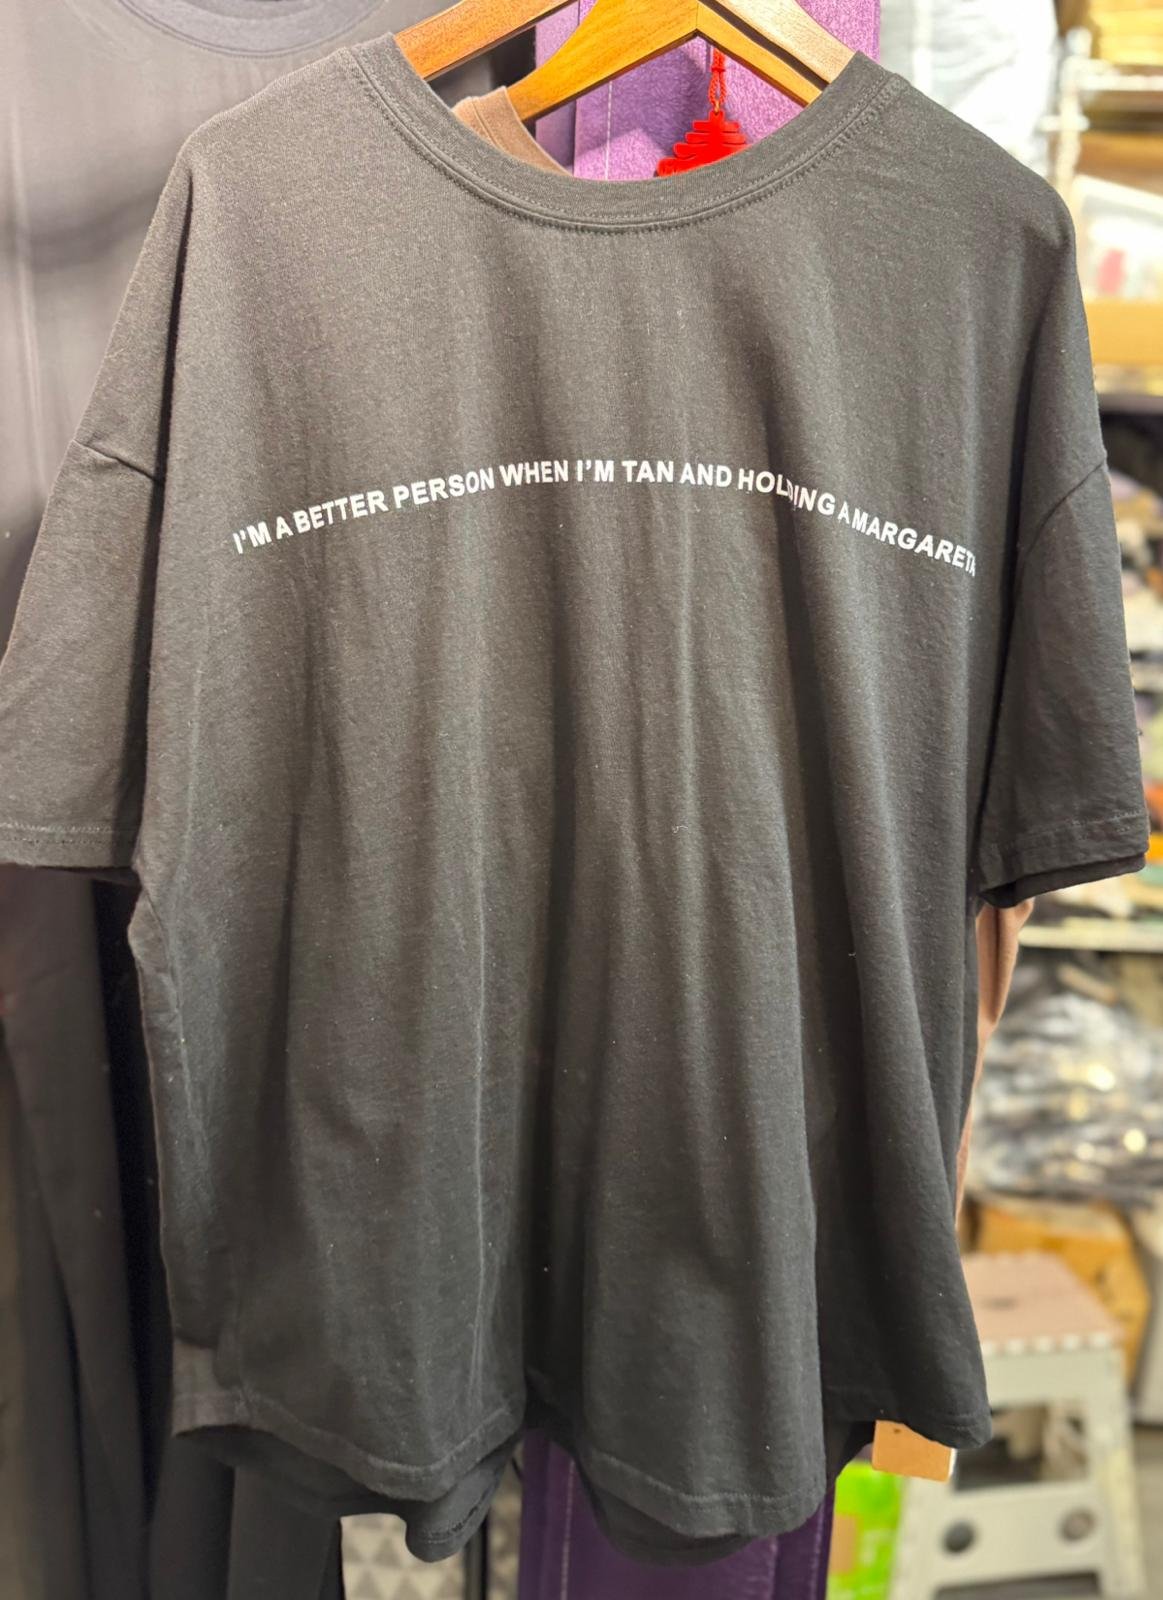 I'M A BETTER PERSON WHEN I'M TAN AND HOLDING A MARGARETA